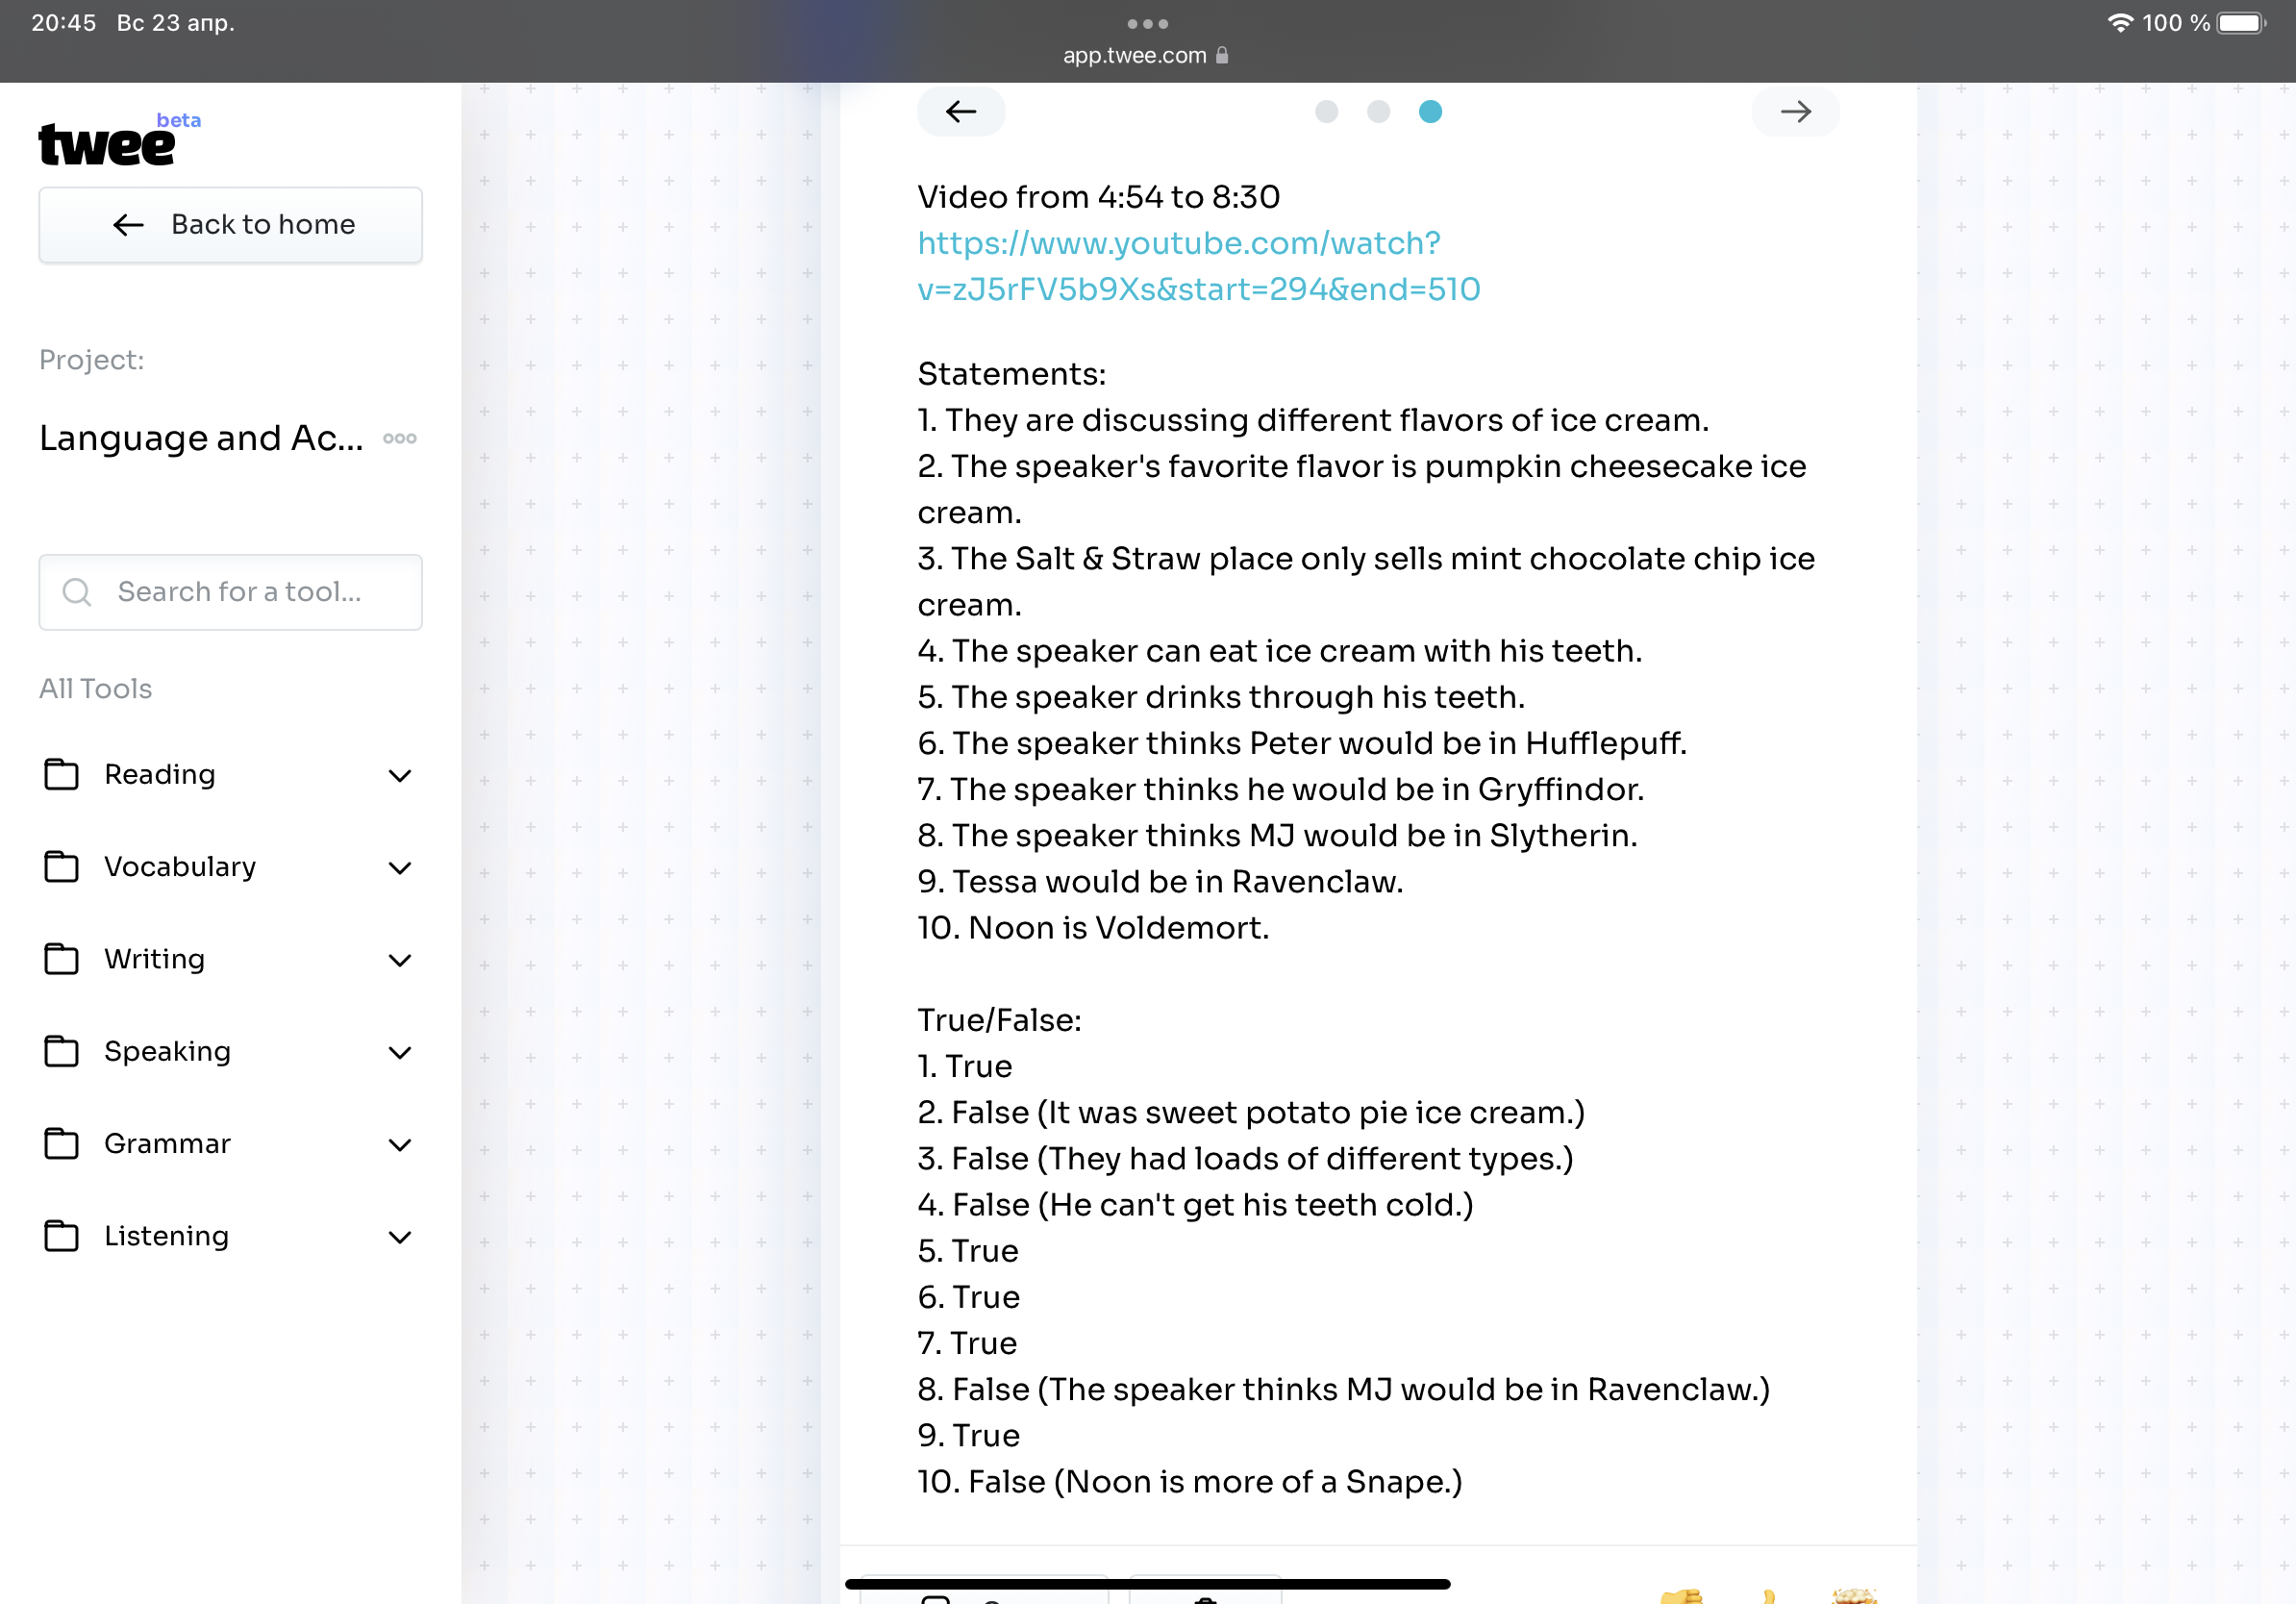 20:45 Вс 23 апр.
100 %
app.twee.com
twee beta
Back to home
Project:
Language and Ac...
Search for a tool...
All Tools
Reading
Vocabulary
Writing
Speaking
Grammar
Listening
Video from 4:54 to 8:30
https://www.youtube.com/watch?
v=zJ5rFV5b9Xs&start=294&end=510
Statements:
1. They are discussing different flavors of ice cream.
2. The speaker's favorite flavor is pumpkin cheesecake ice
cream.
3. The Salt & Straw place only sells mint chocolate chip ice
cream.
4. The speaker can eat ice cream with his teeth.
5. The speaker drinks through his teeth.
6. The speaker thinks Peter would be in Hufflepuff.
7. The speaker thinks he would be in Gryffindor.
8. The speaker thinks MJ would be in Slytherin.
9. Tessa would be in Ravenclaw.
10. Noon is Voldemort.
True/False:
1. True
2. False (It was sweet potato pie ice cream.)
3. False (They had loads of different types.)
4. False (He can't get his teeth cold.)
5. True
6. True
7. True
8. False (The speaker thinks MJ would be in Ravenclaw.)
9. True
10. False (Noon is more of a Snape.)